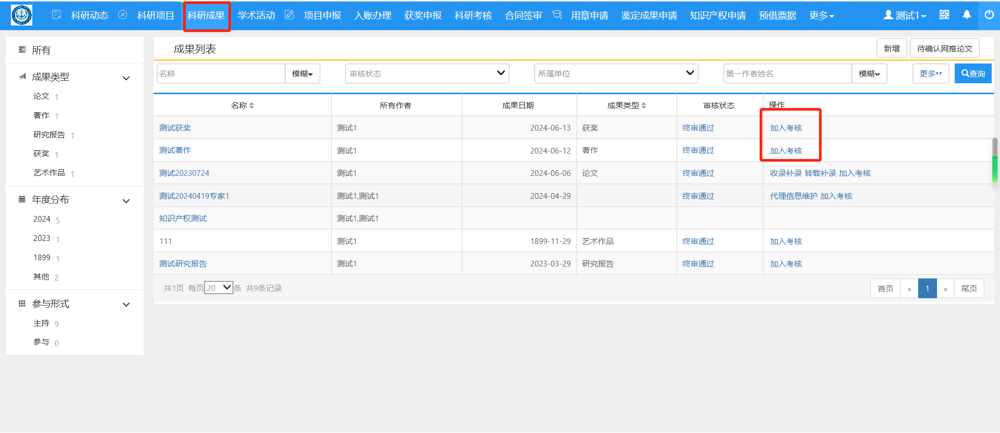 科研动态 科研项目 科研成果 学术活动 项目申报 入账办理 获奖申报 科研考核 合同签审 用章申请 鉴定成果申请 知识产权申请 预借票据 更多 测试1
所有
成果类型
论文 1
著作 1
研究报告 1
获奖 1
艺术作品 1
年度分布
2024 5
2023 1
1899 1
其他 2
参与形式
主持 9
参与 0
成果列表 新增 待确认网推论文
名称 模糊 审核状态 所属单位 第一作者姓名 模糊 更多 查询
名称 所有作者 成果日期 成果类型 审核状态 操作
测试获奖 测试1 2024-06-13 获奖 终审通过 加入考核
测试著作 测试1 2024-06-12 著作 终审通过 加入考核
测试20230724 测试1 2024-06-06 论文 终审通过 收录补录 转载补录 加入考核
测试20240419专家1 测试1,测试1 2024-04-29 终审通过 代理信息维护 加入考核
知识产权测试 测试1,测试1
111 测试1 1899-11-29 艺术作品 终审通过 加入考核
测试研究报告 测试1 2023-03-29 研究报告 终审通过 加入考核
共1页 每页 20 条 共9条记录 首页 « 1 » 尾页